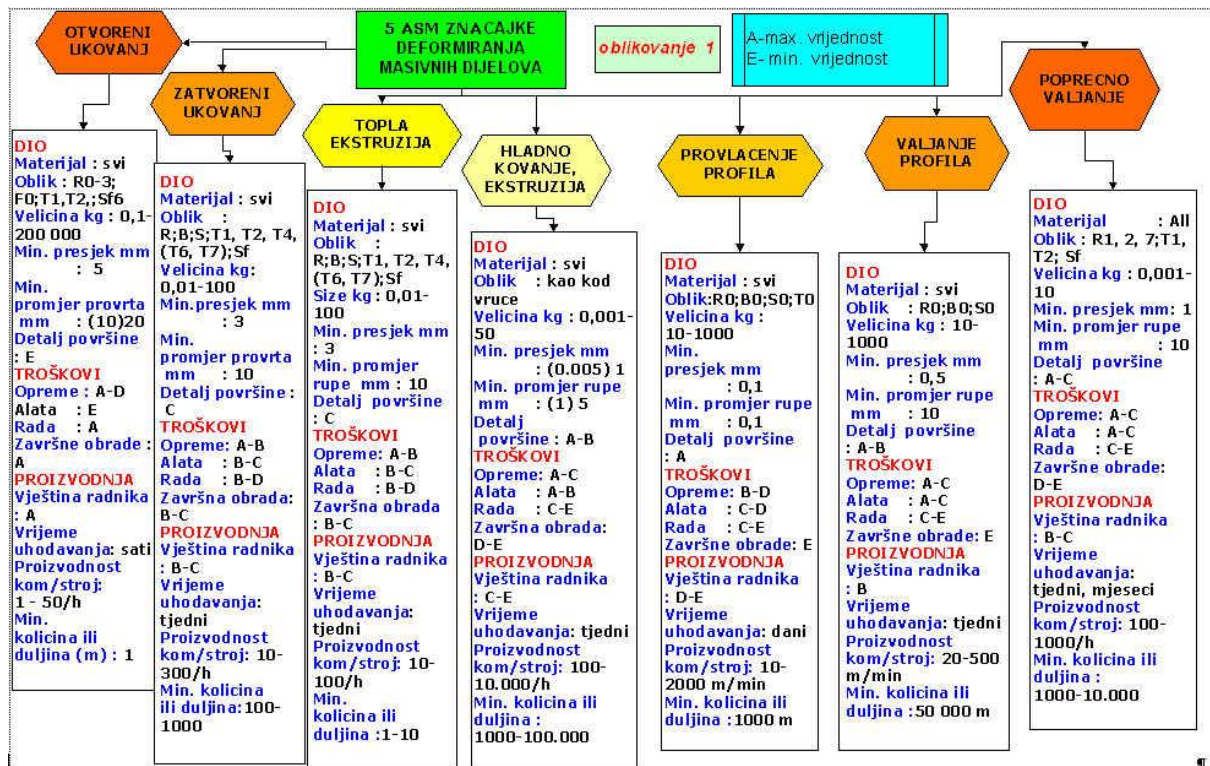 5 ASM ZNACAJKE
DEFORMIRANJA
MASIVNIH DIJELOVA
oblikovanje 1
A-max. vrijednost
E- min. vrijednost
OTVORENI
UKOVANJ
DIO
Materijal : svi
Oblik : R0-3;
F0;T1,T2,;Sf6
Velicina kg : 0,1-
200 000
Min. presjek mm
: 5
Min.
promjer provrta
mm : (10)20
Detalj površine
: E
TROŠKOVI
Opreme : A-D
Alata : E
Rada : A
Završne obrade :
A
PROIZVODNJA
Vještina radnika
: A
Vrijeme
uhodavanja: sati
Proizvodnost
kom/stroj:
1 - 50/h
Min.
kolicina ili
duljina (m) : 1
ZATVORENI
UKOVANJ
DIO
Materijal : svi
Oblik :
R;B;S;T1, T2, T4,
(T6, T7);Sf
Velicina kg:
0,01-100
Min.presjek mm
: 3
Min.
promjer provrta
mm : 10
Detalj površine :
C
TROŠKOVI
Opreme: A-B
Alata : B-C
Rada : B-D
Završna obrada:
B-C
PROIZVODNJA
Vještina radnika
: B-C
Vrijeme
uhodavanja:
tjedni
Proizvodnost
kom/stroj: 10-
300/h
Min. kolicina
ili duljina:100-
1000
TOPLA
EKSTRUZIJA
DIO
Materijal : svi
Oblik :
R;B;S;T1, T2, T4,
(T6, T7);Sf
Size kg : 0,01-
100
Min. presjek mm
: 3
Min. promjer
rupe mm : 10
Detalj površine
: C
TROŠKOVI
Opreme: A-B
Alata : B-C
Rada : B-D
Završna obrada
: B-C
PROIZVODNJA
Vještina radnika
: B-C
Vrijeme
uhodavanja:
tjedni
Proizvodnost
kom/stroj: 10-
100/h
Min.
kolicina ili
duljina :1-10
HLADNO
KOVANJE,
EKSTRUZIJA
DIO
Materijal : svi
Oblik : kao kod
vruce
Velicina kg : 0,001-
50
Min. presjek mm
: (0.005) 1
Min. promjer rupe
mm : (1) 5
Detalj
površine : A-B
TROŠKOVI
Opreme: A-C
Alata : A-B
Rada : C-E
Završna obrada:
D-E
PROIZVODNJA
Vještina radnika
: C-E
Vrijeme
uhodavanja: tjedni
Proizvodnost
kom/stroj: 100-
10.000/h
Min. kolicina ili
duljina :
1000-100.000
PROVLACENJE
PROFILA
DIO
Materijal : svi
Oblik:R0;B0;S0;T0
Velicina kg :
10-1000
Min.
presjek mm
: 0,1
Min. promjer rupe
mm : 0,1
Detalj površine
: A
TROŠKOVI
Opreme: B-D
Alata : C-D
Rada : C-E
Završne obrade: E
PROIZVODNJA
Vještina radnika
: D-E
Vrijeme
uhodavanja: dani
Proizvodnost
kom/stroj: 10-
2000 m/min
Min. kolicina ili
duljina :1000 m
VALJANJE
PROFILA
DIO
Materijal : svi
Oblik : R0;B0;S0
Velicina kg : 10-
1000
Min. presjek mm
: 0,5
Min. promjer rupe
mm : 10
Detalj površine
: A-B
TROŠKOVI
Opreme: A-C
Alata : A-C
Rada : C-E
Završne obrade: E
PROIZVODNJA
Vještina radnika
: B
Vrijeme
uhodavanja: tjedni
Proizvodnost
kom/stroj: 20-500
m/min
Min. kolicina ili
duljina :50 000 m
POPRECNO
VALJANJE
DIO
Materijal : All
Oblik : R1, 2, 7;T1,
T2; Sf
Velicina kg : 0,001-
10
Min. presjek mm: 1
Min. promjer rupe
mm : 10
Detalj površine
: A-C
TROŠKOVI
Opreme: A-C
Alata : A-C
Rada : C-E
Završne obrade:
D-E
PROIZVODNJA
Vještina radnika
: B-C
Vrijeme
uhodavanja:
tjedni, mjeseci
Proizvodnost
kom/stroj: 100-
1000/h
Min. kolicina ili
duljina :
1000-10.000
¶